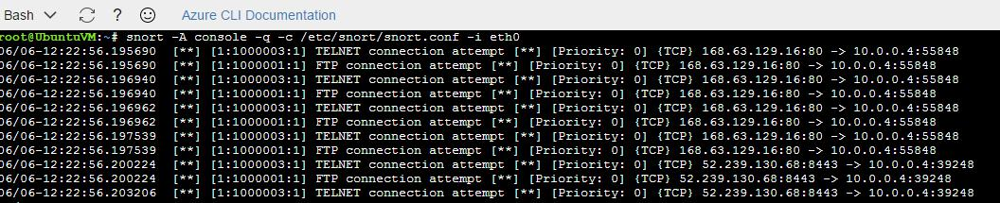 Bash ? Azure CLI Documentation
root@UbuntuVM:~# snort -A console -q -c /etc/snort/snort.conf -i eth0
06/06-12:22:56.195690 [**] [1:1000003:1] TELNET connection attempt [**] [Priority: 0] {TCP} 168.63.129.16:80 -> 10.0.0.4:55848
06/06-12:22:56.195690 [**] [1:1000001:1] FTP connection attempt [**] [Priority: 0] {TCP} 168.63.129.16:80 -> 10.0.0.4:55848
06/06-12:22:56.196940 [**] [1:1000003:1] TELNET connection attempt [**] [Priority: 0] {TCP} 168.63.129.16:80 -> 10.0.0.4:55848
06/06-12:22:56.196940 [**] [1:1000001:1] FTP connection attempt [**] [Priority: 0] {TCP} 168.63.129.16:80 -> 10.0.0.4:55848
06/06-12:22:56.196962 [**] [1:1000003:1] TELNET connection attempt [**] [Priority: 0] {TCP} 168.63.129.16:80 -> 10.0.0.4:55848
06/06-12:22:56.196962 [**] [1:1000001:1] FTP connection attempt [**] [Priority: 0] {TCP} 168.63.129.16:80 -> 10.0.0.4:55848
06/06-12:22:56.197539 [**] [1:1000003:1] TELNET connection attempt [**] [Priority: 0] {TCP} 168.63.129.16:80 -> 10.0.0.4:55848
06/06-12:22:56.197539 [**] [1:1000001:1] FTP connection attempt [**] [Priority: 0] {TCP} 168.63.129.16:80 -> 10.0.0.4:55848
06/06-12:22:56.200224 [**] [1:1000003:1] TELNET connection attempt [**] [Priority: 0] {TCP} 52.239.130.68:8443 -> 10.0.0.4:39248
06/06-12:22:56.200224 [**] [1:1000001:1] FTP connection attempt [**] [Priority: 0] {TCP} 52.239.130.68:8443 -> 10.0.0.4:39248
06/06-12:22:56.203206 [**] [1:1000003:1] TELNET connection attempt [**] [Priority: 0] {TCP} 52.239.130.68:8443 -> 10.0.0.4:39248